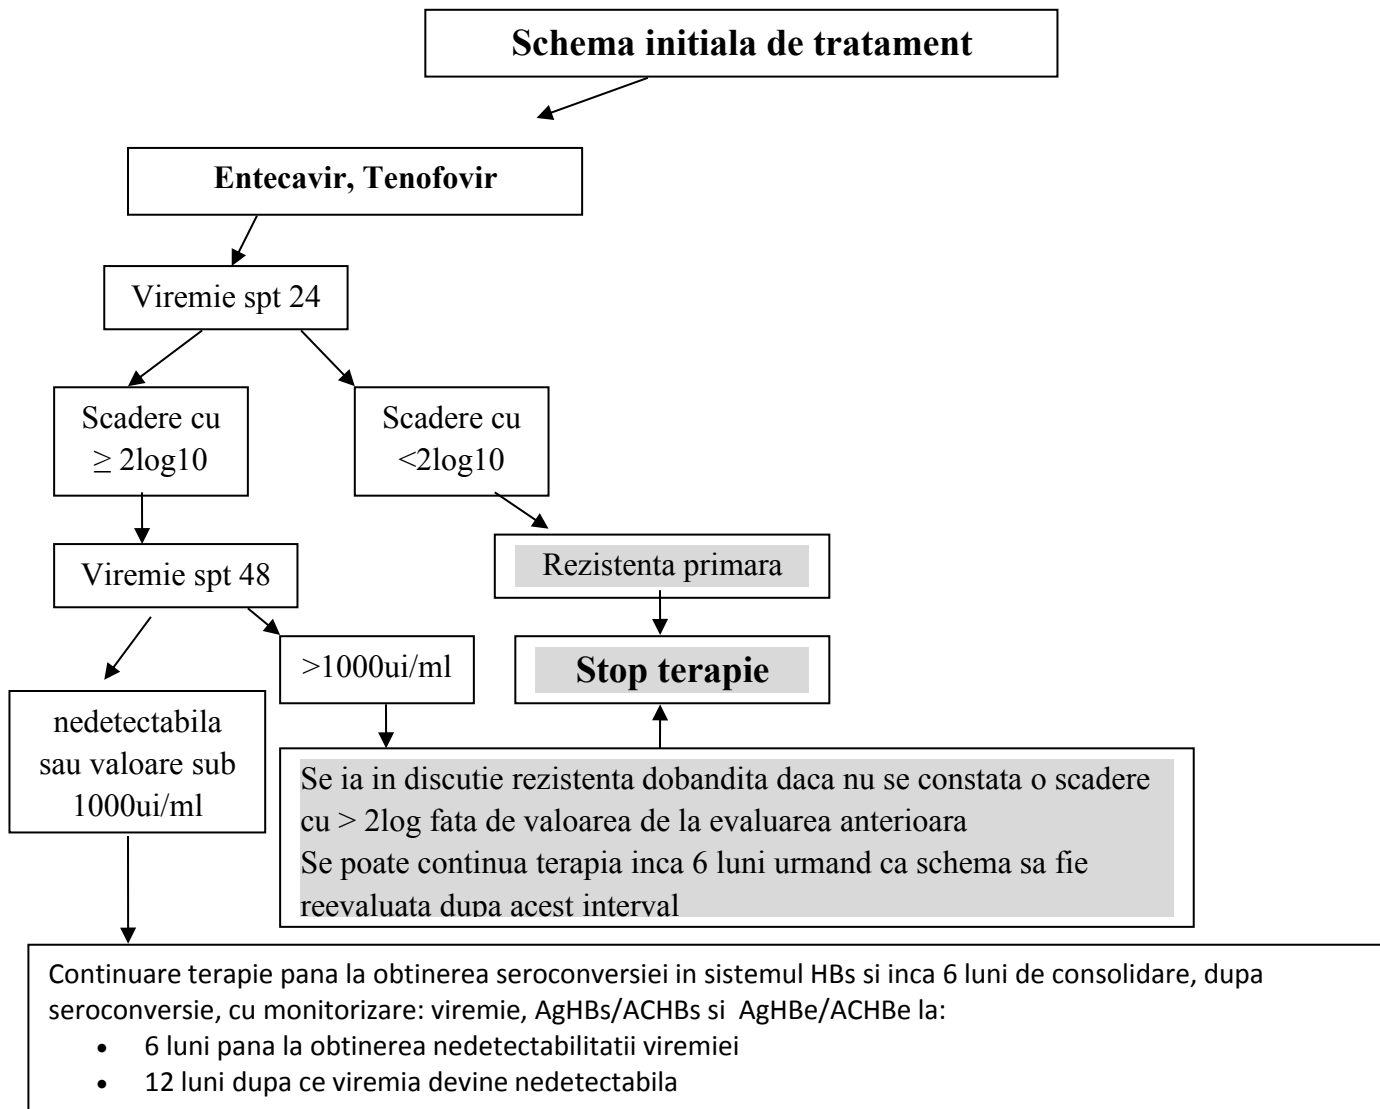 Schema initiala de tratament
Entecavir, Tenofovir
Viremie spt 24
Scadere cu
≥ 2log10
Scadere cu
<2log10
Viremie spt 48
Rezistenta primara
>1000ui/ml
Stop terapie
nedetectabila
sau valoare sub
1000ui/ml
Se ia in discutie rezistenta dobandita daca nu se constata o scadere
cu > 2log fata de valoarea de la evaluarea anterioara
Se poate continua terapia inca 6 luni urmand ca schema sa fie
reevaluata dupa acest interval
Continuare terapie pana la obtinerea seroconversiei in sistemul HBs si inca 6 luni de consolidare, dupa
seroconversie, cu monitorizare: viremie, AgHBs/ACHBs si AgHBe/ACHBe la:
• 6 luni pana la obtinerea nedetectabilitatii viremiei
• 12 luni dupa ce viremia devine nedetectabila